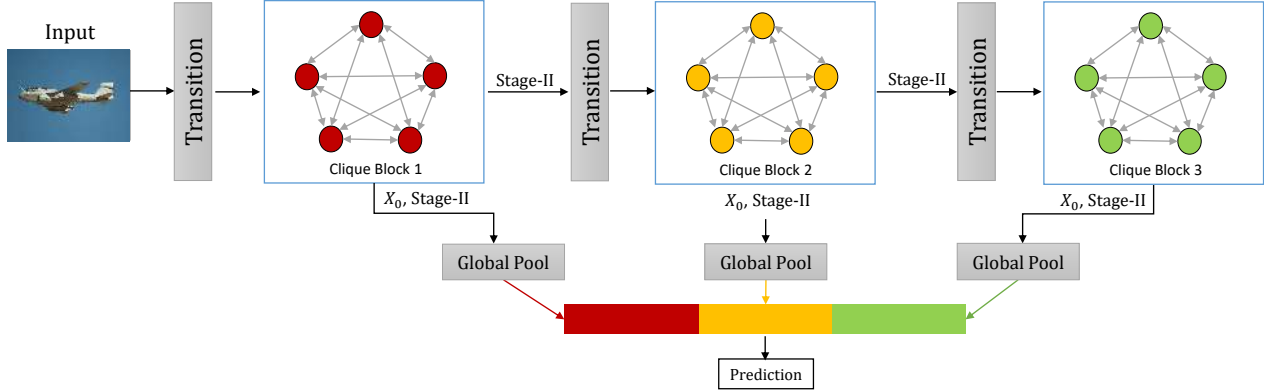 Input
Transition
Clique Block 1
Stage-II
Transition
Clique Block 2
Stage-II
Transition
Clique Block 3
X₀, Stage-II
X₀, Stage-II
X₀, Stage-II
Global Pool
Global Pool
Global Pool
Prediction